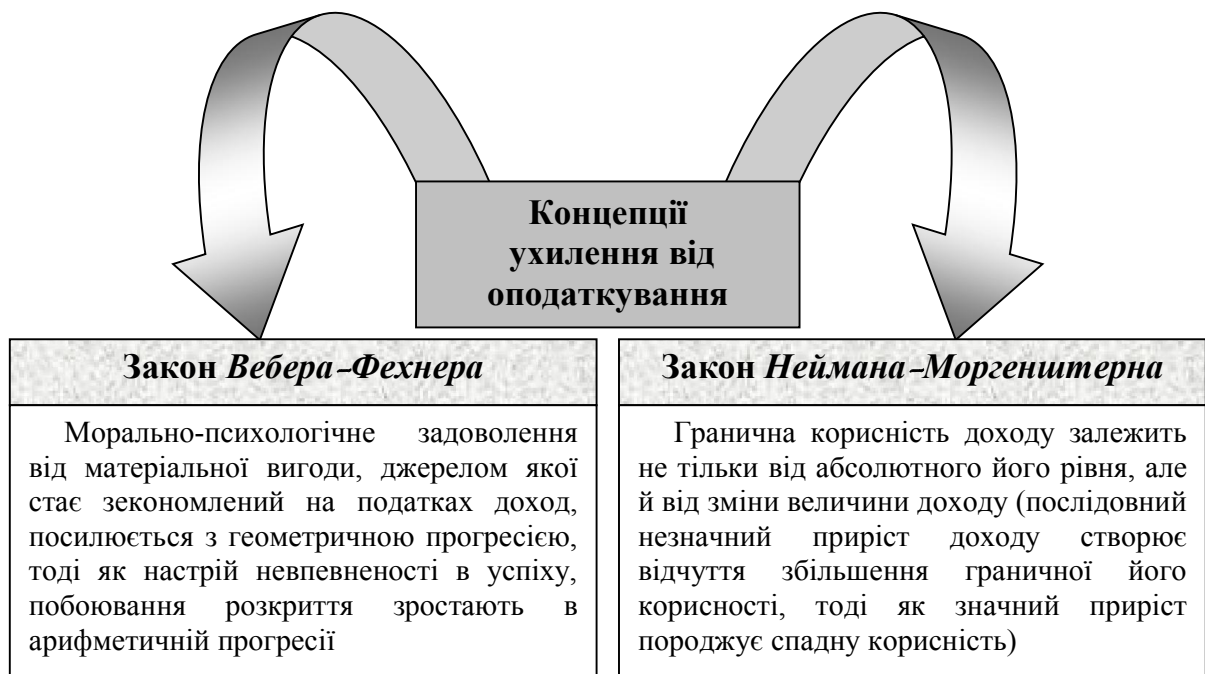 Концепції
ухилення від
оподаткування
Закон Вебера-Фехнера
Морально-психологічне задоволення
від матеріальної вигоди, джерелом якої
стає зекономлений на податках доход,
посилюється з геометричною прогресією,
тоді як настрій невпевненості в успіху,
побоювання розкриття зростають в
арифметичній прогресії
Закон Неймана-Моргенштерна
Гранична корисність доходу залежить
не тільки від абсолютного його рівня, але
й від зміни величини доходу (послідовний
незначний приріст доходу створює
відчуття збільшення граничної його
корисності, тоді як значний приріст
породжує спадну корисність)